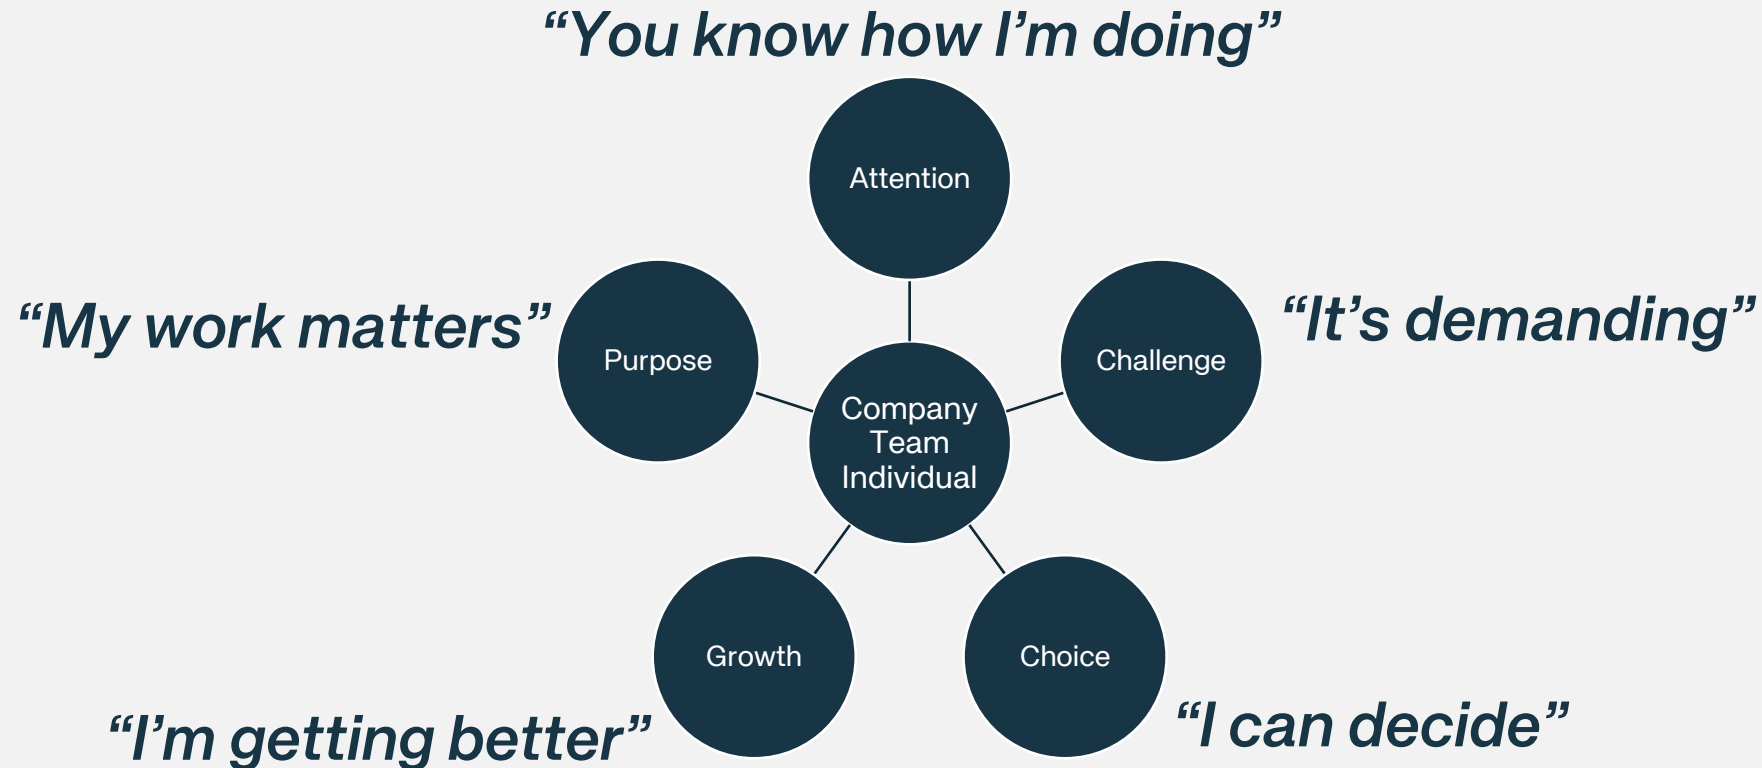 “You know how I’m doing”
Attention
“My work matters”
Purpose
Challenge
“It’s demanding”
Company
Team
Individual
Growth
Choice
“I’m getting better”
“I can decide”